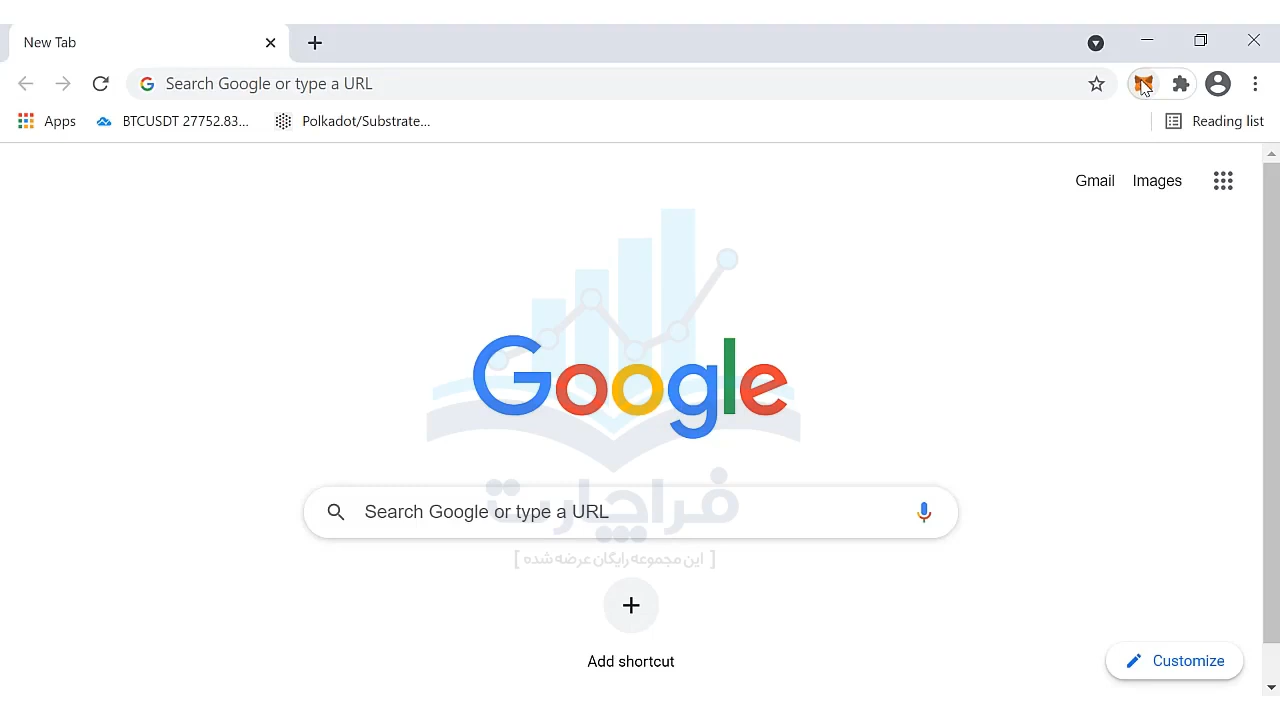 New Tab
Search Google or type a URL
Apps
BTCUSDT 27752.83...
Polkadot/Substrate...
Reading list
Gmail
Images
Google
فراچارت
Search Google or type a URL
[ این مجموعه رایگان عرضه شده ]
Add shortcut
Customize